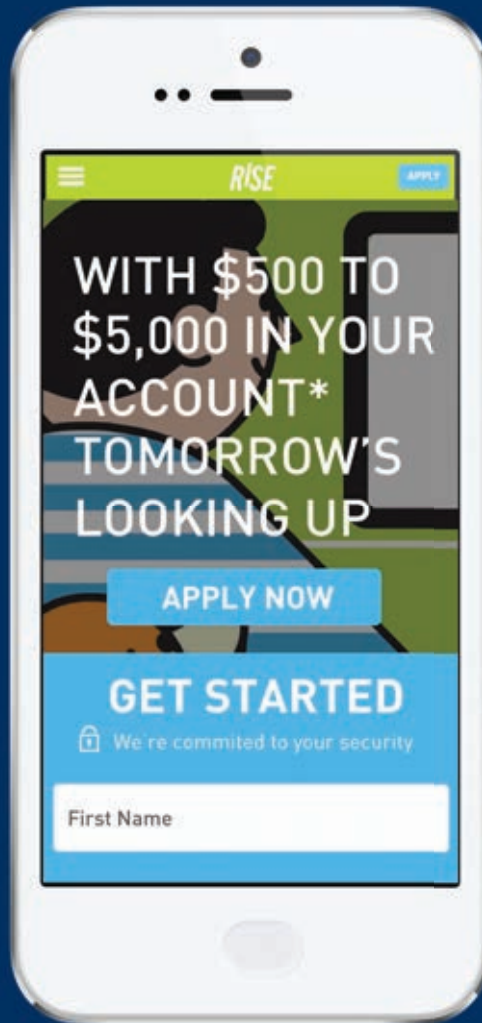 RISE
APPLY
WITH $500 TO
$5,000 IN YOUR
ACCOUNT*
TOMORROW'S
LOOKING UP
APPLY NOW
GET STARTED
We're commited to your security
First Name